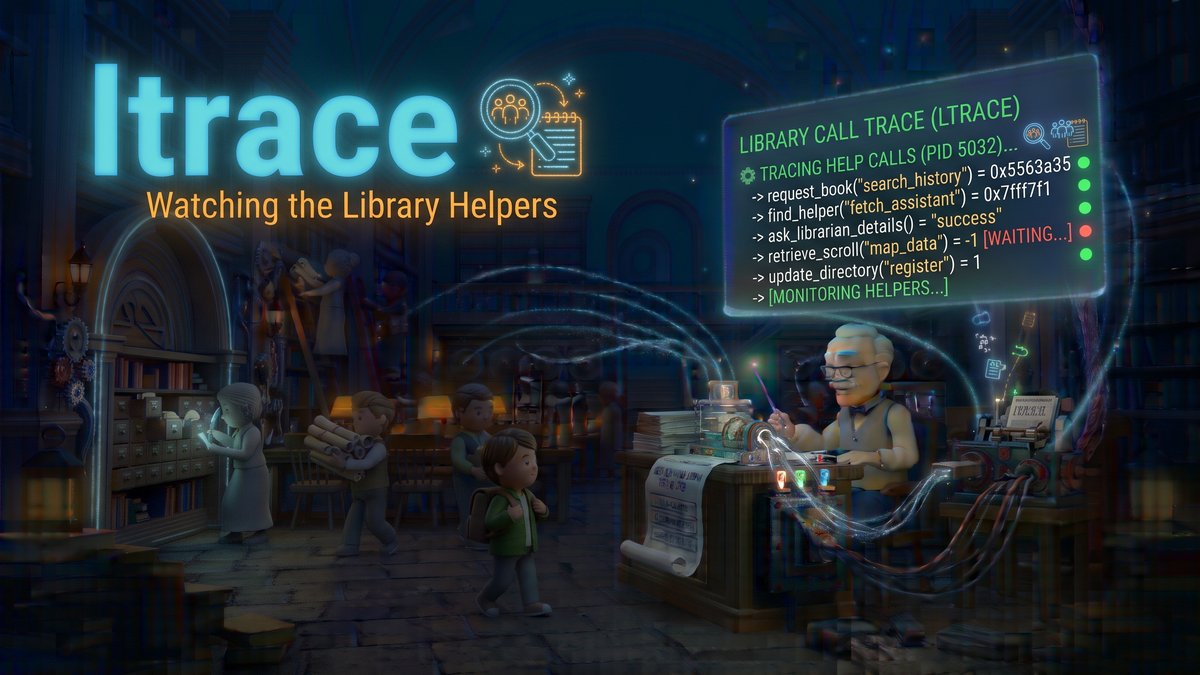 ltrace
Watching the Library Helpers
LIBRARY CALL TRACE (LTRACE)
TRACING HELP CALLS (PID 5032)...
-> request_book("search_history") = 0x5563a35
-> find_helper("fetch_assistant") = 0x7fff7f1
-> ask_librarian_details() = "success"
-> retrieve_scroll("map_data") = -1 [WAITING...]
-> update_directory("register") = 1
-> [MONITORING HELPERS...]